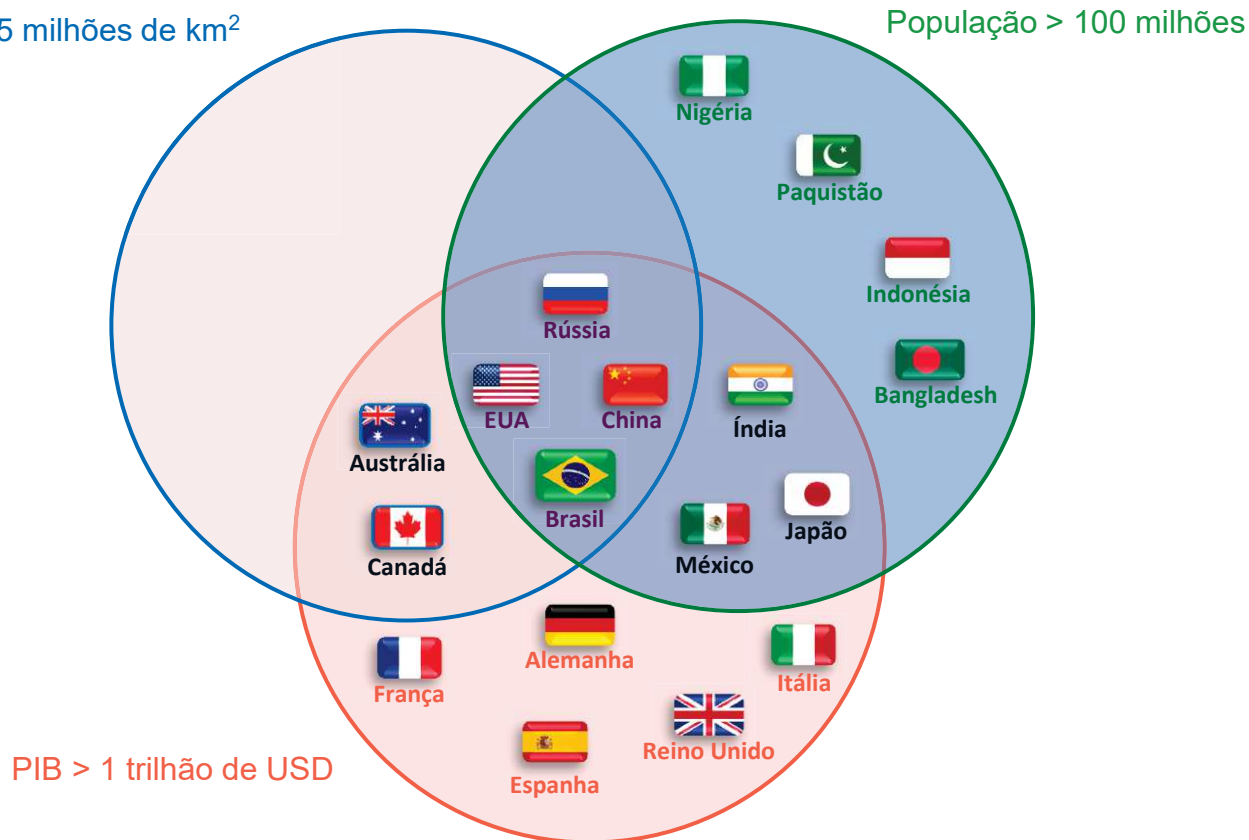 5 milhões de km²
População > 100 milhões
Nigéria
Paquistão
Indonésia
Rússia
Bangladesh
EUA
China
Índia
Austrália
Brasil
Japão
Canadá
México
Alemanha
França
Itália
Reino Unido
Espanha
PIB > 1 trilhão de USD